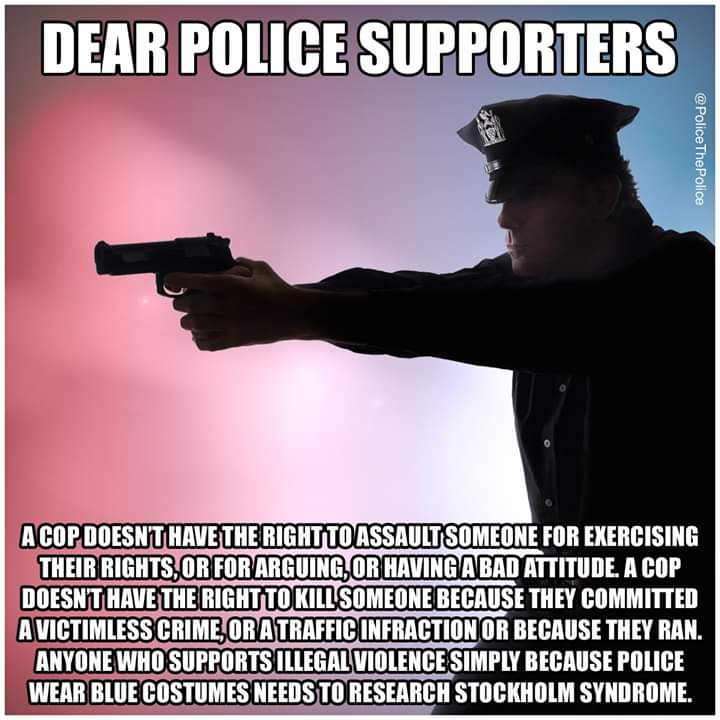 DEAR POLICE SUPPORTERS
@PoliceThePolice
A COP DOESN'T HAVE THE RIGHT TO ASSAULT SOMEONE FOR EXERCISING
THEIR RIGHTS, OR FOR ARGUING, OR HAVING A BAD ATTITUDE. A COP
DOESN'T HAVE THE RIGHT TO KILL SOMEONE BECAUSE THEY COMMITTED
A VICTIMLESS CRIME, OR A TRAFFIC INFRACTION OR BECAUSE THEY RAN.
ANYONE WHO SUPPORTS ILLEGAL VIOLENCE SIMPLY BECAUSE POLICE
WEAR BLUE COSTUMES NEEDS TO RESEARCH STOCKHOLM SYNDROME.